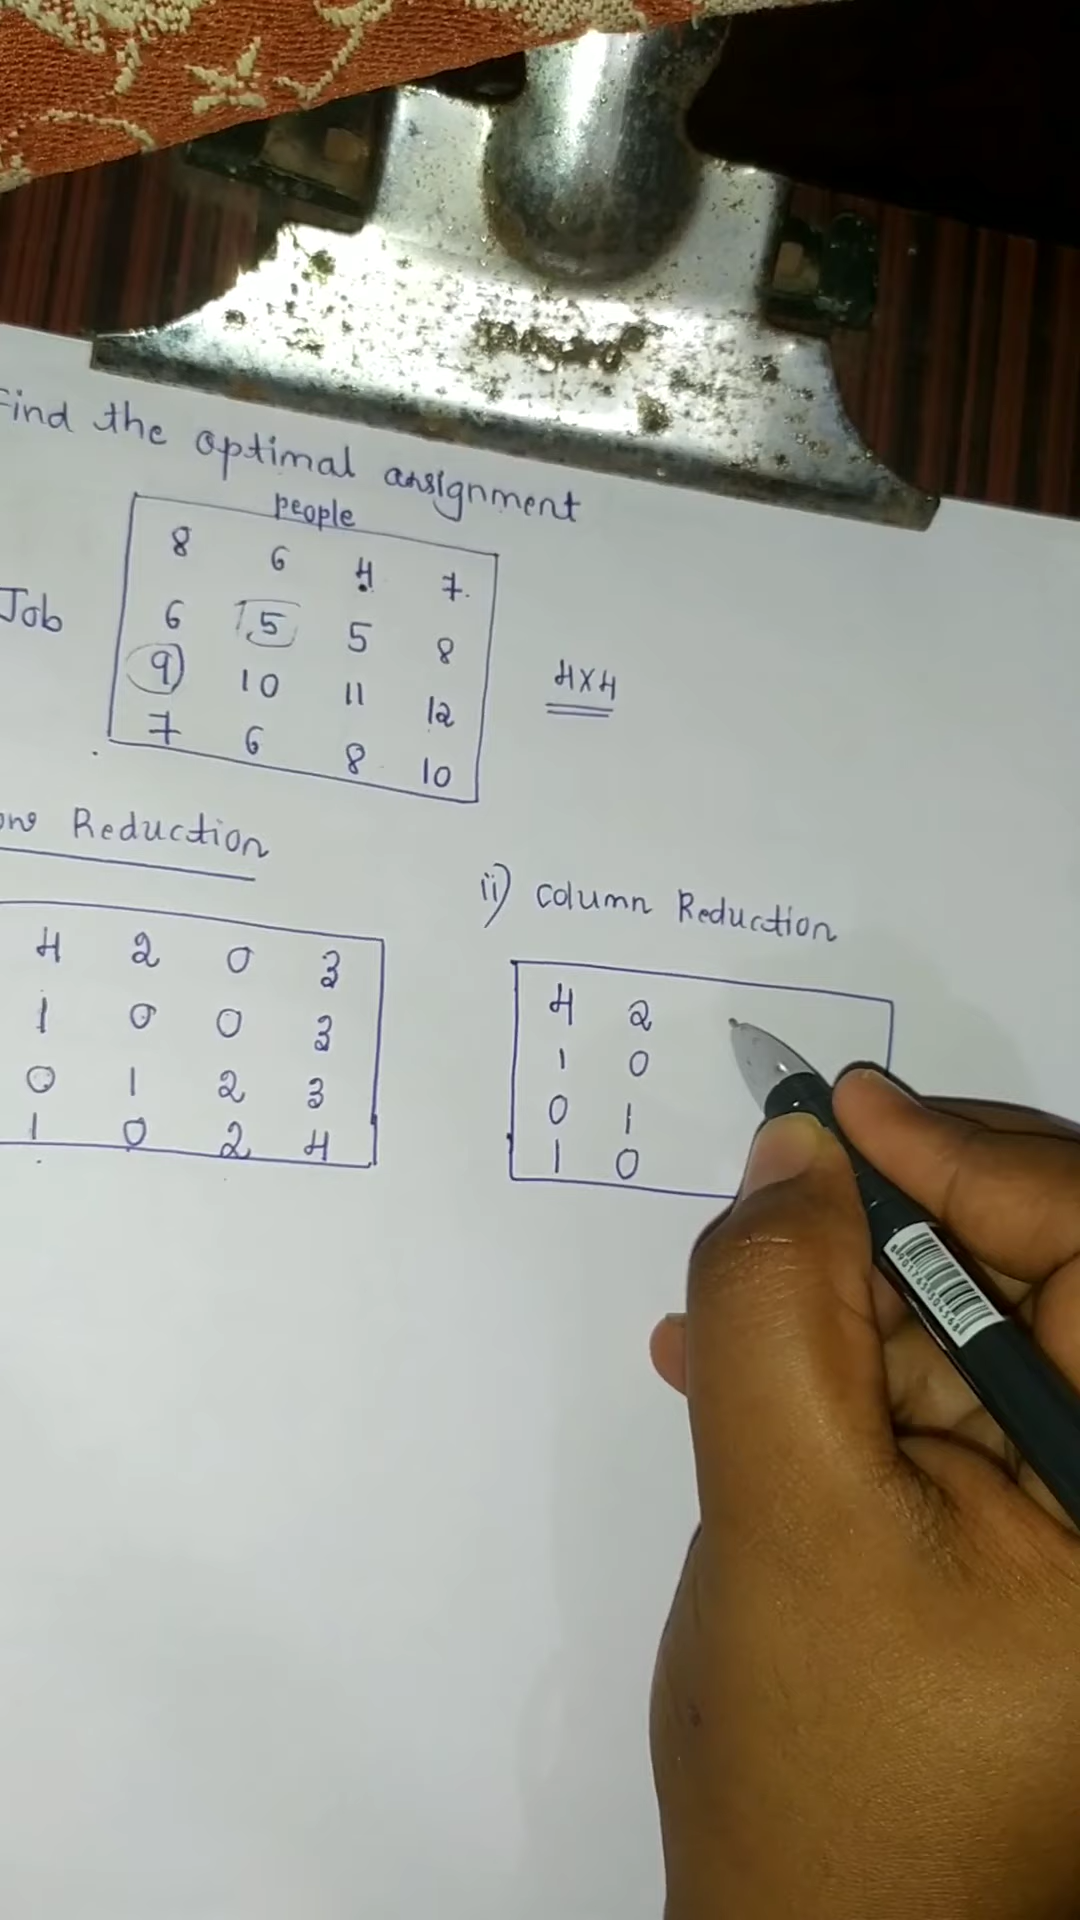 Find the optimal assignment
people
8 6 4 7
Job
6 5 5 8
9 10 11 12
4X4
7 6 8 10
Reduction
4 2 0 3
1 0 0 3
0 1 2 3
1 0 2 4
ii) Column Reduction
4 2
1 0
0 1
1 0
8901765304568